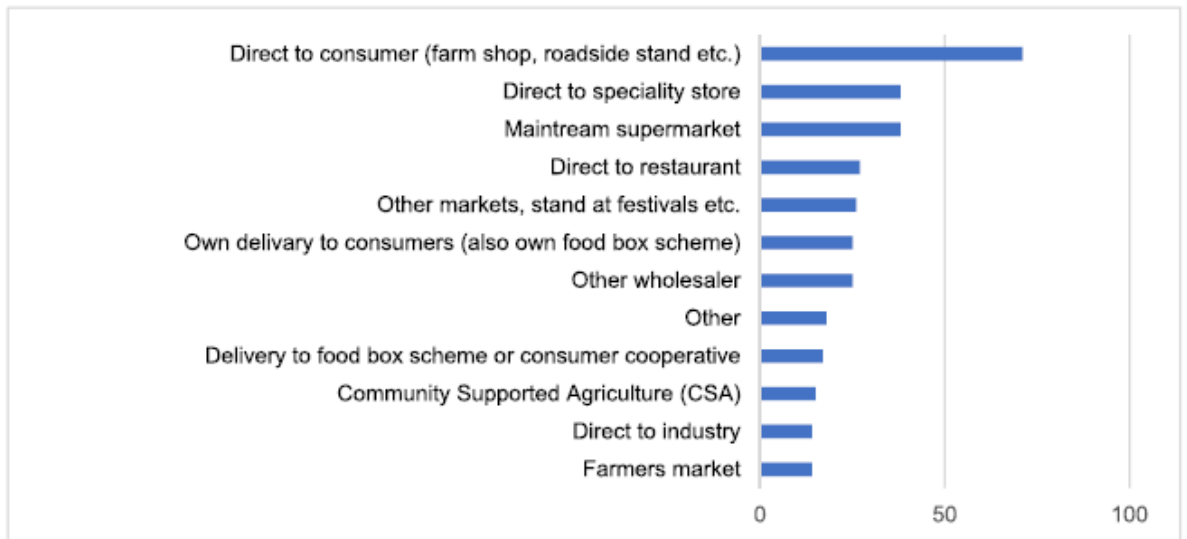 Direct to consumer (farm shop, roadside stand etc.)
Direct to speciality store
Maintream supermarket
Direct to restaurant
Other markets, stand at festivals etc.
Own delivary to consumers (also own food box scheme)
Other wholesaler
Other
Delivery to food box scheme or consumer cooperative
Community Supported Agriculture (CSA)
Direct to industry
Farmers market
0 50 100